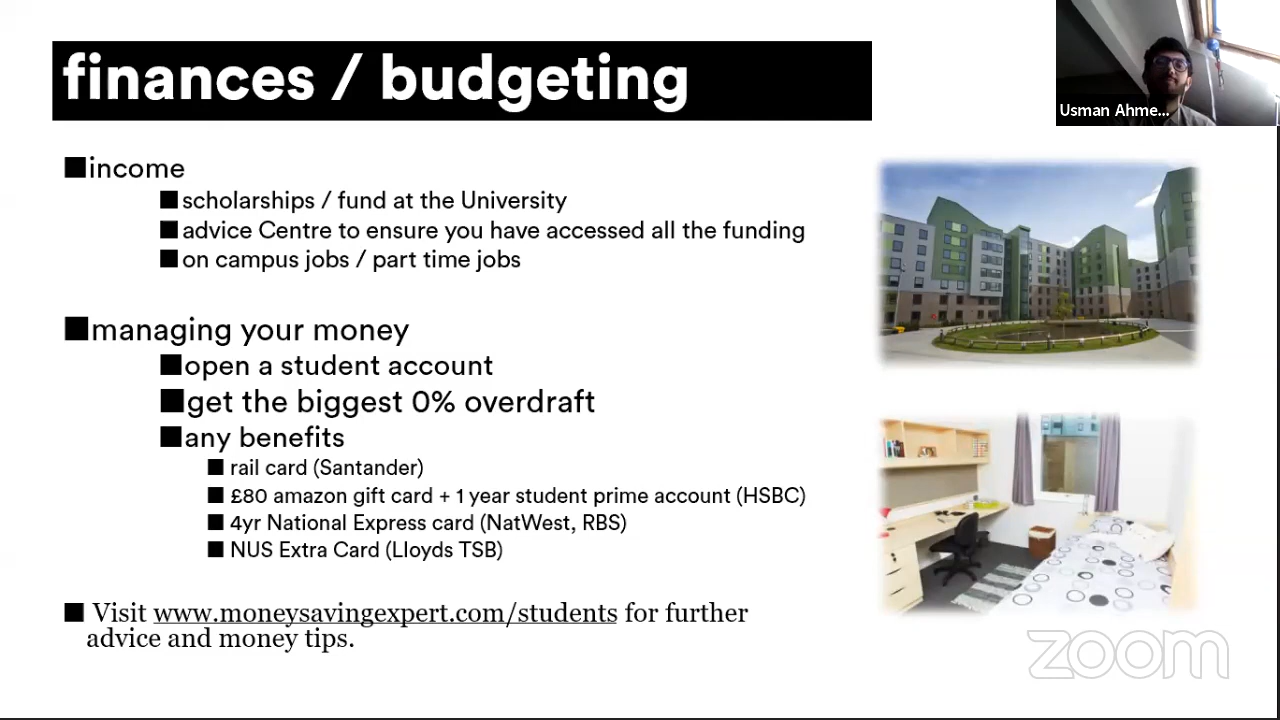 finances / budgeting
Usman Ahme...
■income
■scholarships / fund at the University
■advice Centre to ensure you have accessed all the funding
■on campus jobs / part time jobs
■managing your money
■open a student account
■get the biggest 0% overdraft
■any benefits
■ rail card (Santander)
■ £80 amazon gift card + 1 year student prime account (HSBC)
■ 4yr National Express card (NatWest, RBS)
■ NUS Extra Card (Lloyds TSB)
■ Visit www.moneysavingexpert.com/students for further
advice and money tips.
zoom